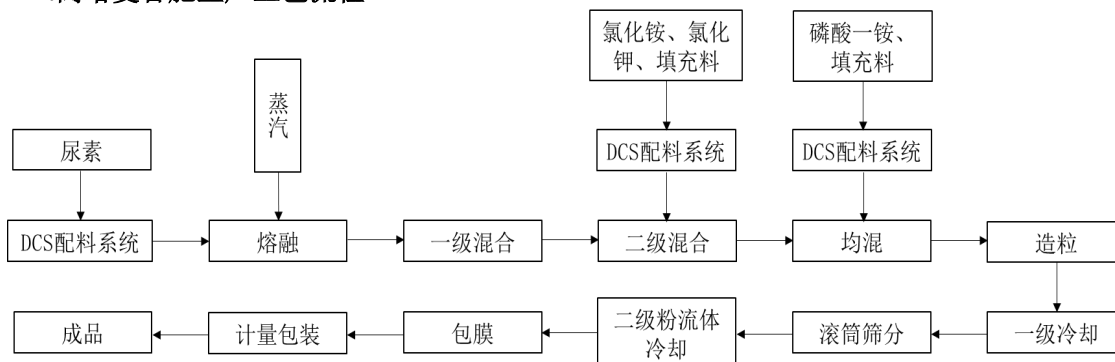 氯化铵、氯化
钾、填充料
磷酸一铵、
填充料
蒸
汽
尿素
DCS配料系统
DCS配料系统
DCS配料系统
熔融
一级混合
二级混合
均混
造粒
成品
计量包装
包膜
二级粉流体
冷却
滚筒筛分
一级冷却